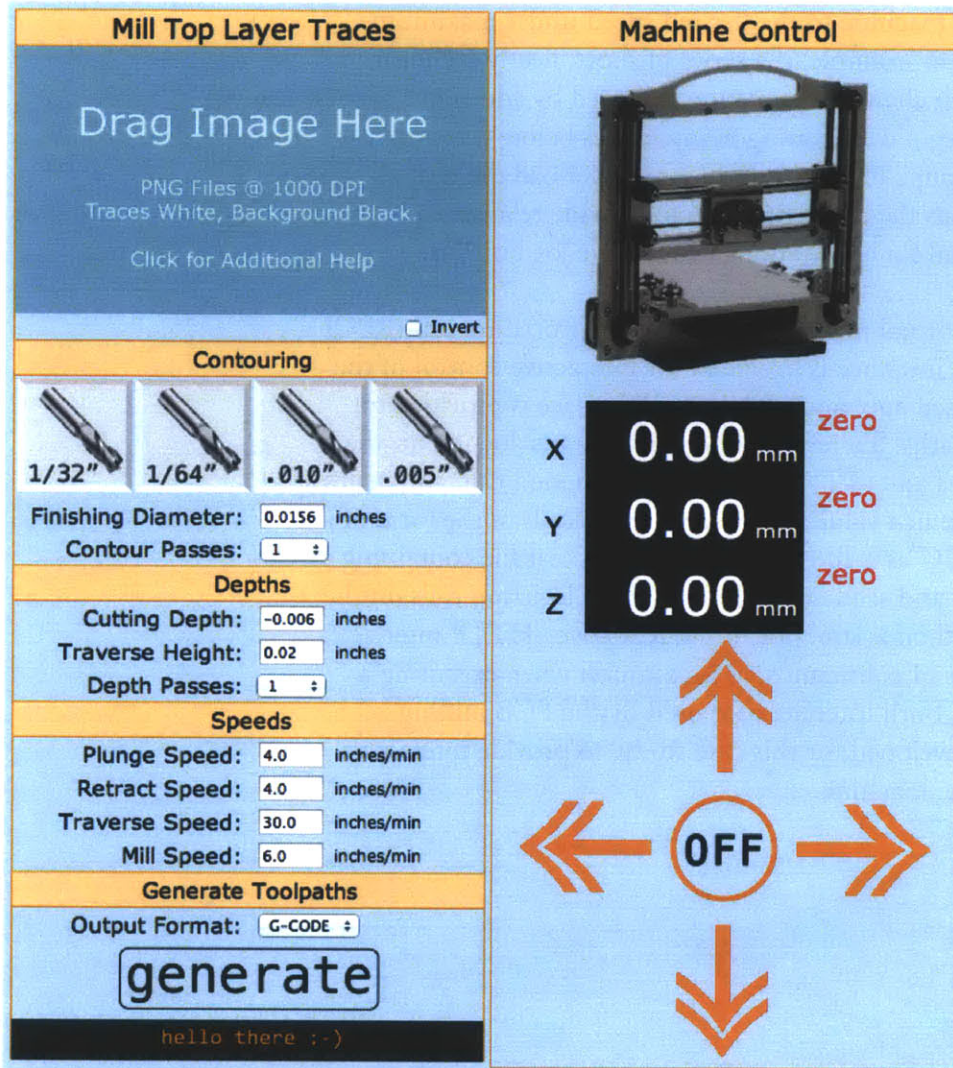 Mill Top Layer Traces
Drag Image Here
PNG Files @ 1000 DPI
Traces White, Background Black.
Click for Additional Help
Invert
Contouring
1/32” 1/64” .010” .005”
Finishing Diameter: 0.0156 inches
Contour Passes: 1
Depths
Cutting Depth: -0.006 inches
Traverse Height: 0.02 inches
Depth Passes: 1
Speeds
Plunge Speed: 4.0 inches/min
Retract Speed: 4.0 inches/min
Traverse Speed: 30.0 inches/min
Mill Speed: 6.0 inches/min
Generate Toolpaths
Output Format: G-CODE
generate
hello there :-)
Machine Control
X 0.00 mm zero
Y 0.00 mm zero
Z 0.00 mm zero
OFF